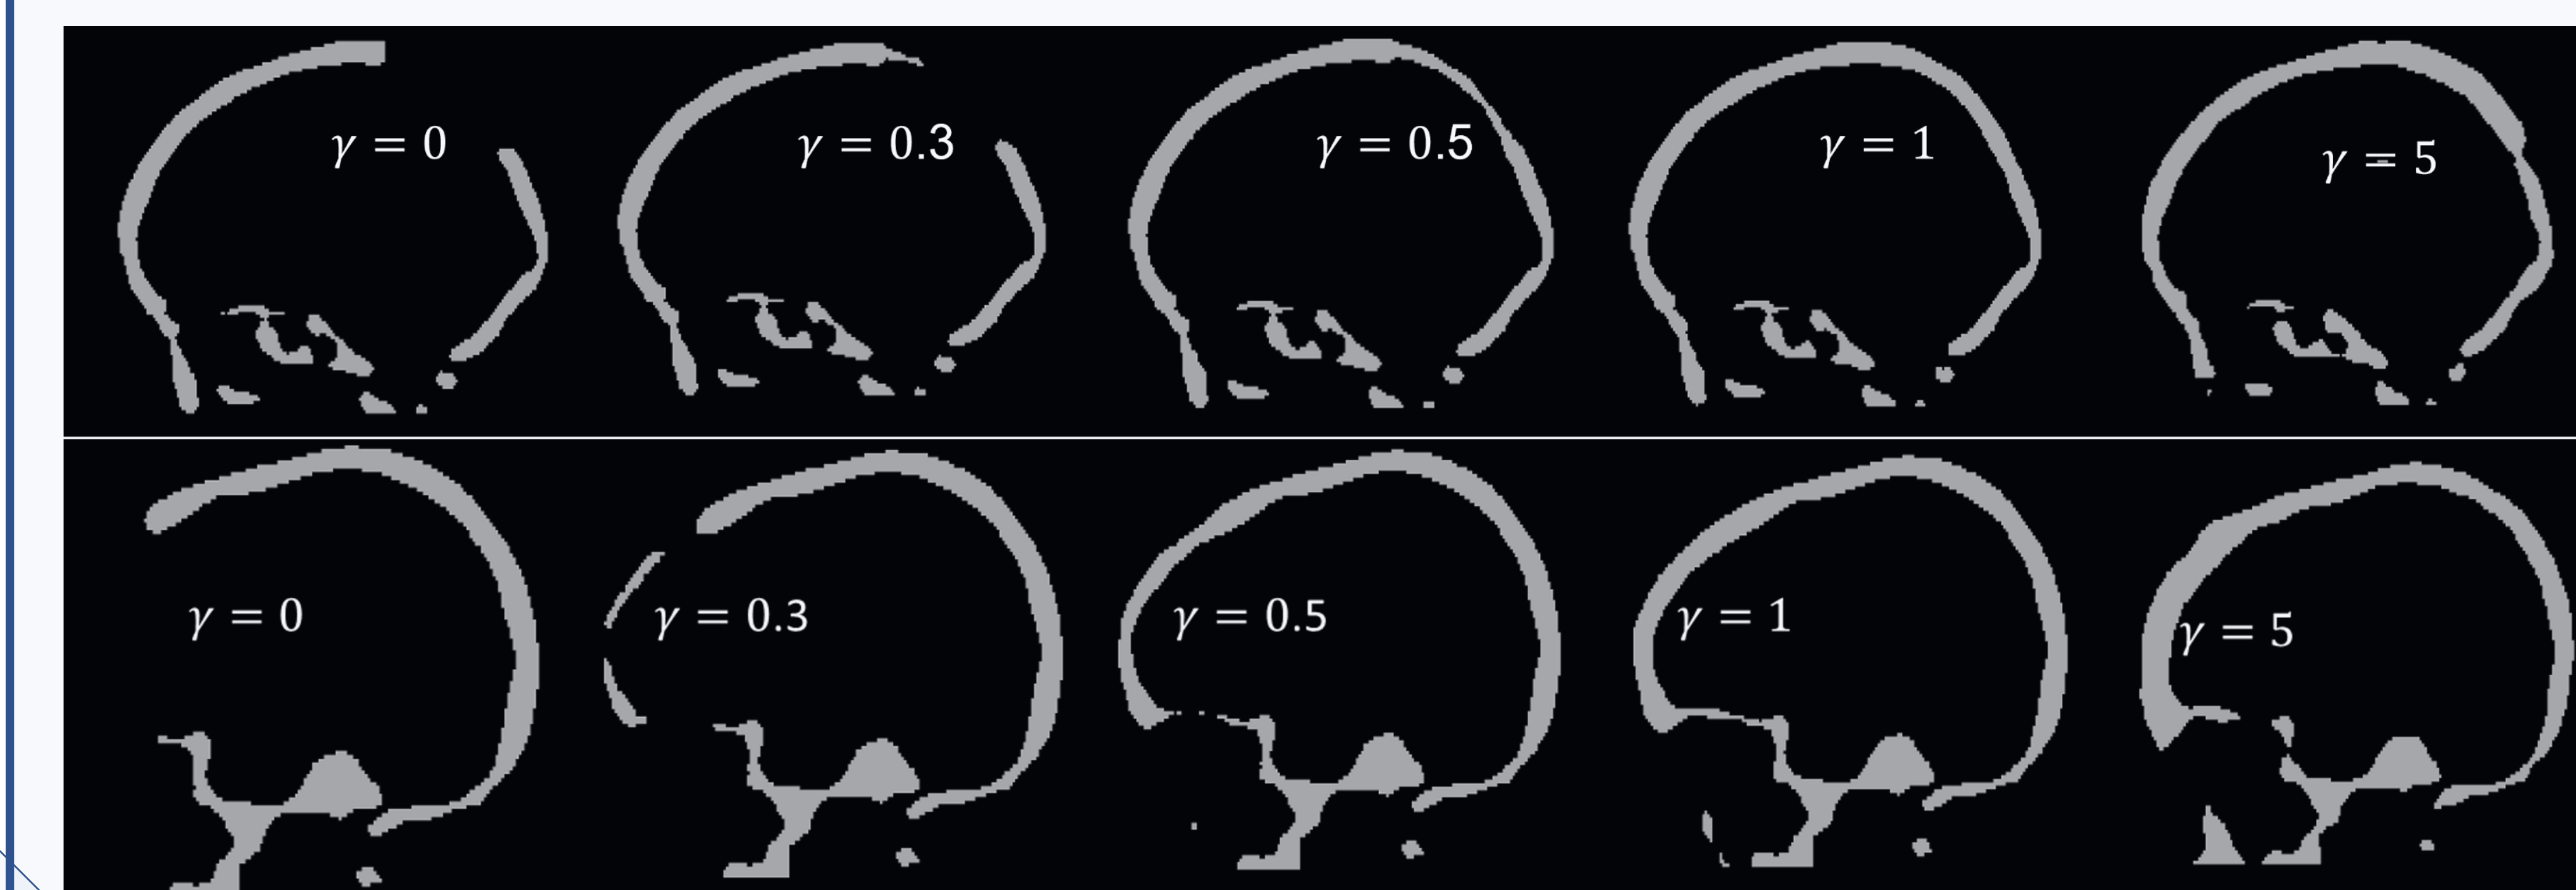 γ = 0
γ = 0.3
γ = 0.5
γ = 1
γ = 5
γ = 0
γ = 0.3
γ = 0.5
γ = 1
γ = 5